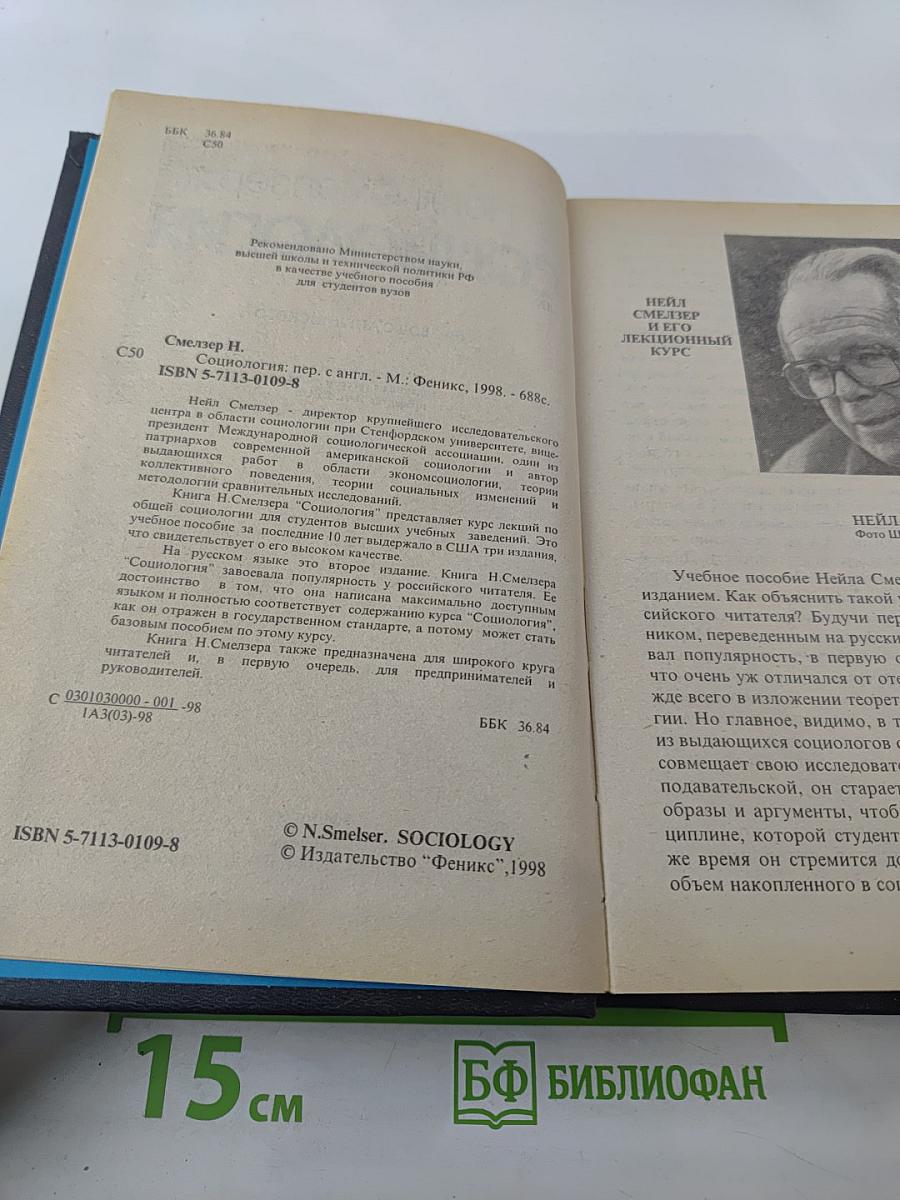 ББК 36.84
С50
Рекомендовано Министерством науки,
высшей школы и технической политики РФ
в качестве учебного пособия
для студентов вузов
Смелзер Н.
С50 Социология: пер. с англ. - М.: Феникс, 1998. - 688с.
ISBN 5-7113-0109-8
Нейл Смелзер - директор крупнейшего исследовательского
центра в области социологии при Стенфордском университете, вице-
президент Международной социологической ассоциации, один из
патриархов современной американской социологии и автор
выдающихся работ в области экономсоциологии, теории
коллективного поведения, теории социальных изменений и
методологии сравнительных исследований.
Книга Н.Смелзера "Социология" представляет курс лекций по
общей социологии для студентов высших учебных заведений. Это
учебное пособие за последние 10 лет выдержало в США три издания,
что свидетельствует о его высоком качестве.
На русском языке это второе издание. Книга Н.Смелзера
"Социология" завоевала популярность у российского читателя. Ее
достоинство в том, что она написана максимально доступным
языком и полностью соответствует содержанию курса "Социология",
как он отражен в государственном стандарте, а потому может стать
базовым пособием по этому курсу.
Книга Н.Смелзера также предназначена для широкого круга
читателей и, в первую очередь, для предпринимателей и
руководителей.
С 0301030000 - 001 -98
1А3(03)-98
ББК 36.84
ISBN 5-7113-0109-8
© N.Smelser. SOCIOLOGY
© Издательство "Феникс",1998
НЕЙЛ
СМЕЛЗЕР
И ЕГО
ЛЕКЦИОННЫЙ
КУРС
НЕЙЛ
Фото Ш
Учебное пособие Нейла Сме
изданием. Как объяснить такой у
сийского читателя? Будучи пер
ником, переведенным на русски
вал популярность, в первую о
что очень уж отличался от оте
жде всего в изложении теорет
гии. Но главное, видимо, в т
из выдающихся социологов с
совмещает свою исследоват
подавательской, он старает
образы и аргументы, чтоб
циплине, которой студент
же время он стремится до
объем накопленного в со
15 см
БФ БИБЛИОФАН